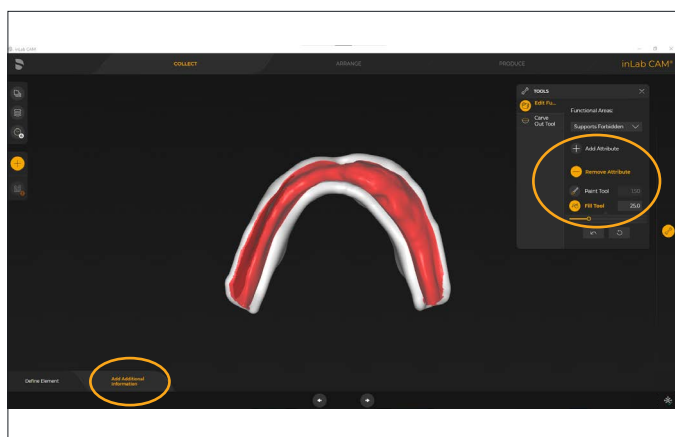 inLab CAM
COLLECT
ARRANGE
PRODUCE
inLab CAM®
TOOLS
Edit Fu...
Carve
Out Tool
Functional Areas:
Supports Forbidden
Add Attribute
Remove Attribute
Paint Tool
Fill Tool 25.0
Define Element
Add Additional
Information